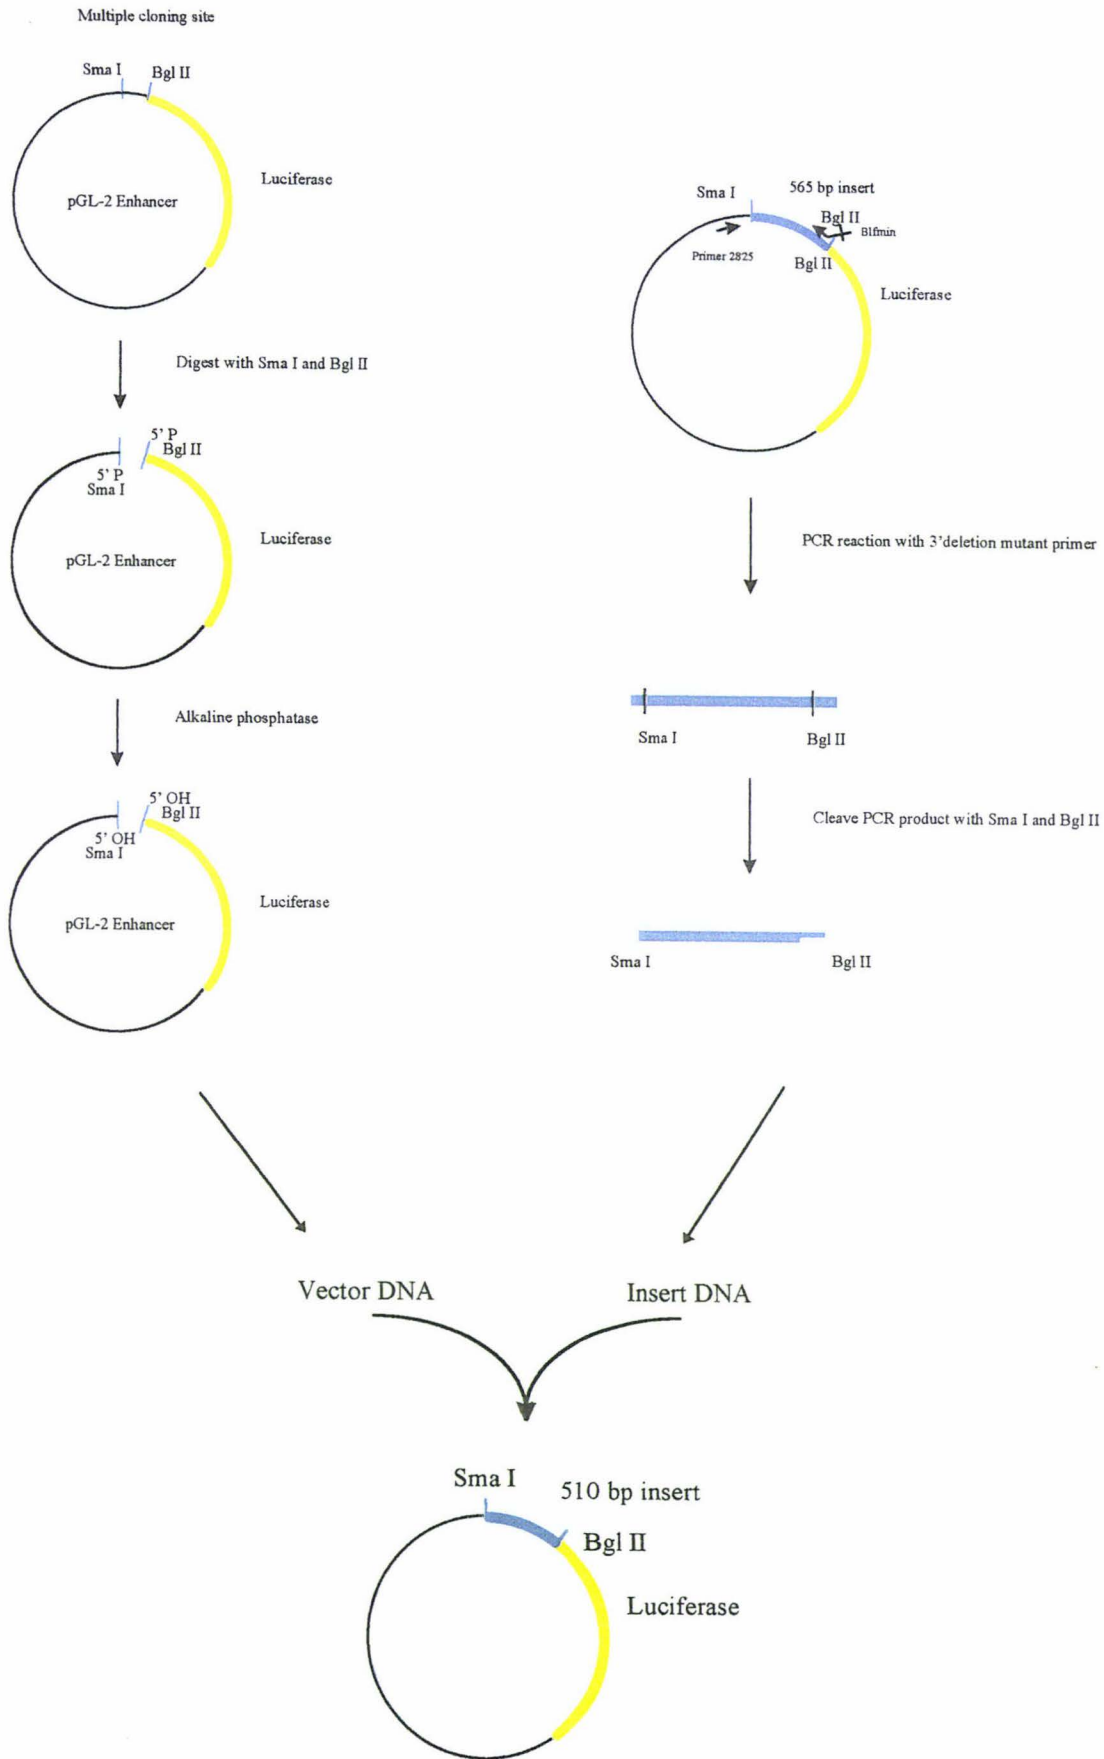 Multiple cloning site
Sma I
Bgl II
pGL-2 Enhancer
Luciferase
Digest with Sma I and Bgl II
5' P
Bgl II
5' P
Sma I
pGL-2 Enhancer
Luciferase
Alkaline phosphatase
5' OH
Bgl II
5' OH
Sma I
pGL-2 Enhancer
Luciferase
Sma I
565 bp insert
Bgl II
Blfmin
Primer 2825
Bgl II
Luciferase
PCR reaction with 3'deletion mutant primer
Sma I
Bgl II
Cleave PCR product with Sma I and Bgl II
Sma I
Bgl II
Vector DNA
Insert DNA
Sma I
510 bp insert
Bgl II
Luciferase